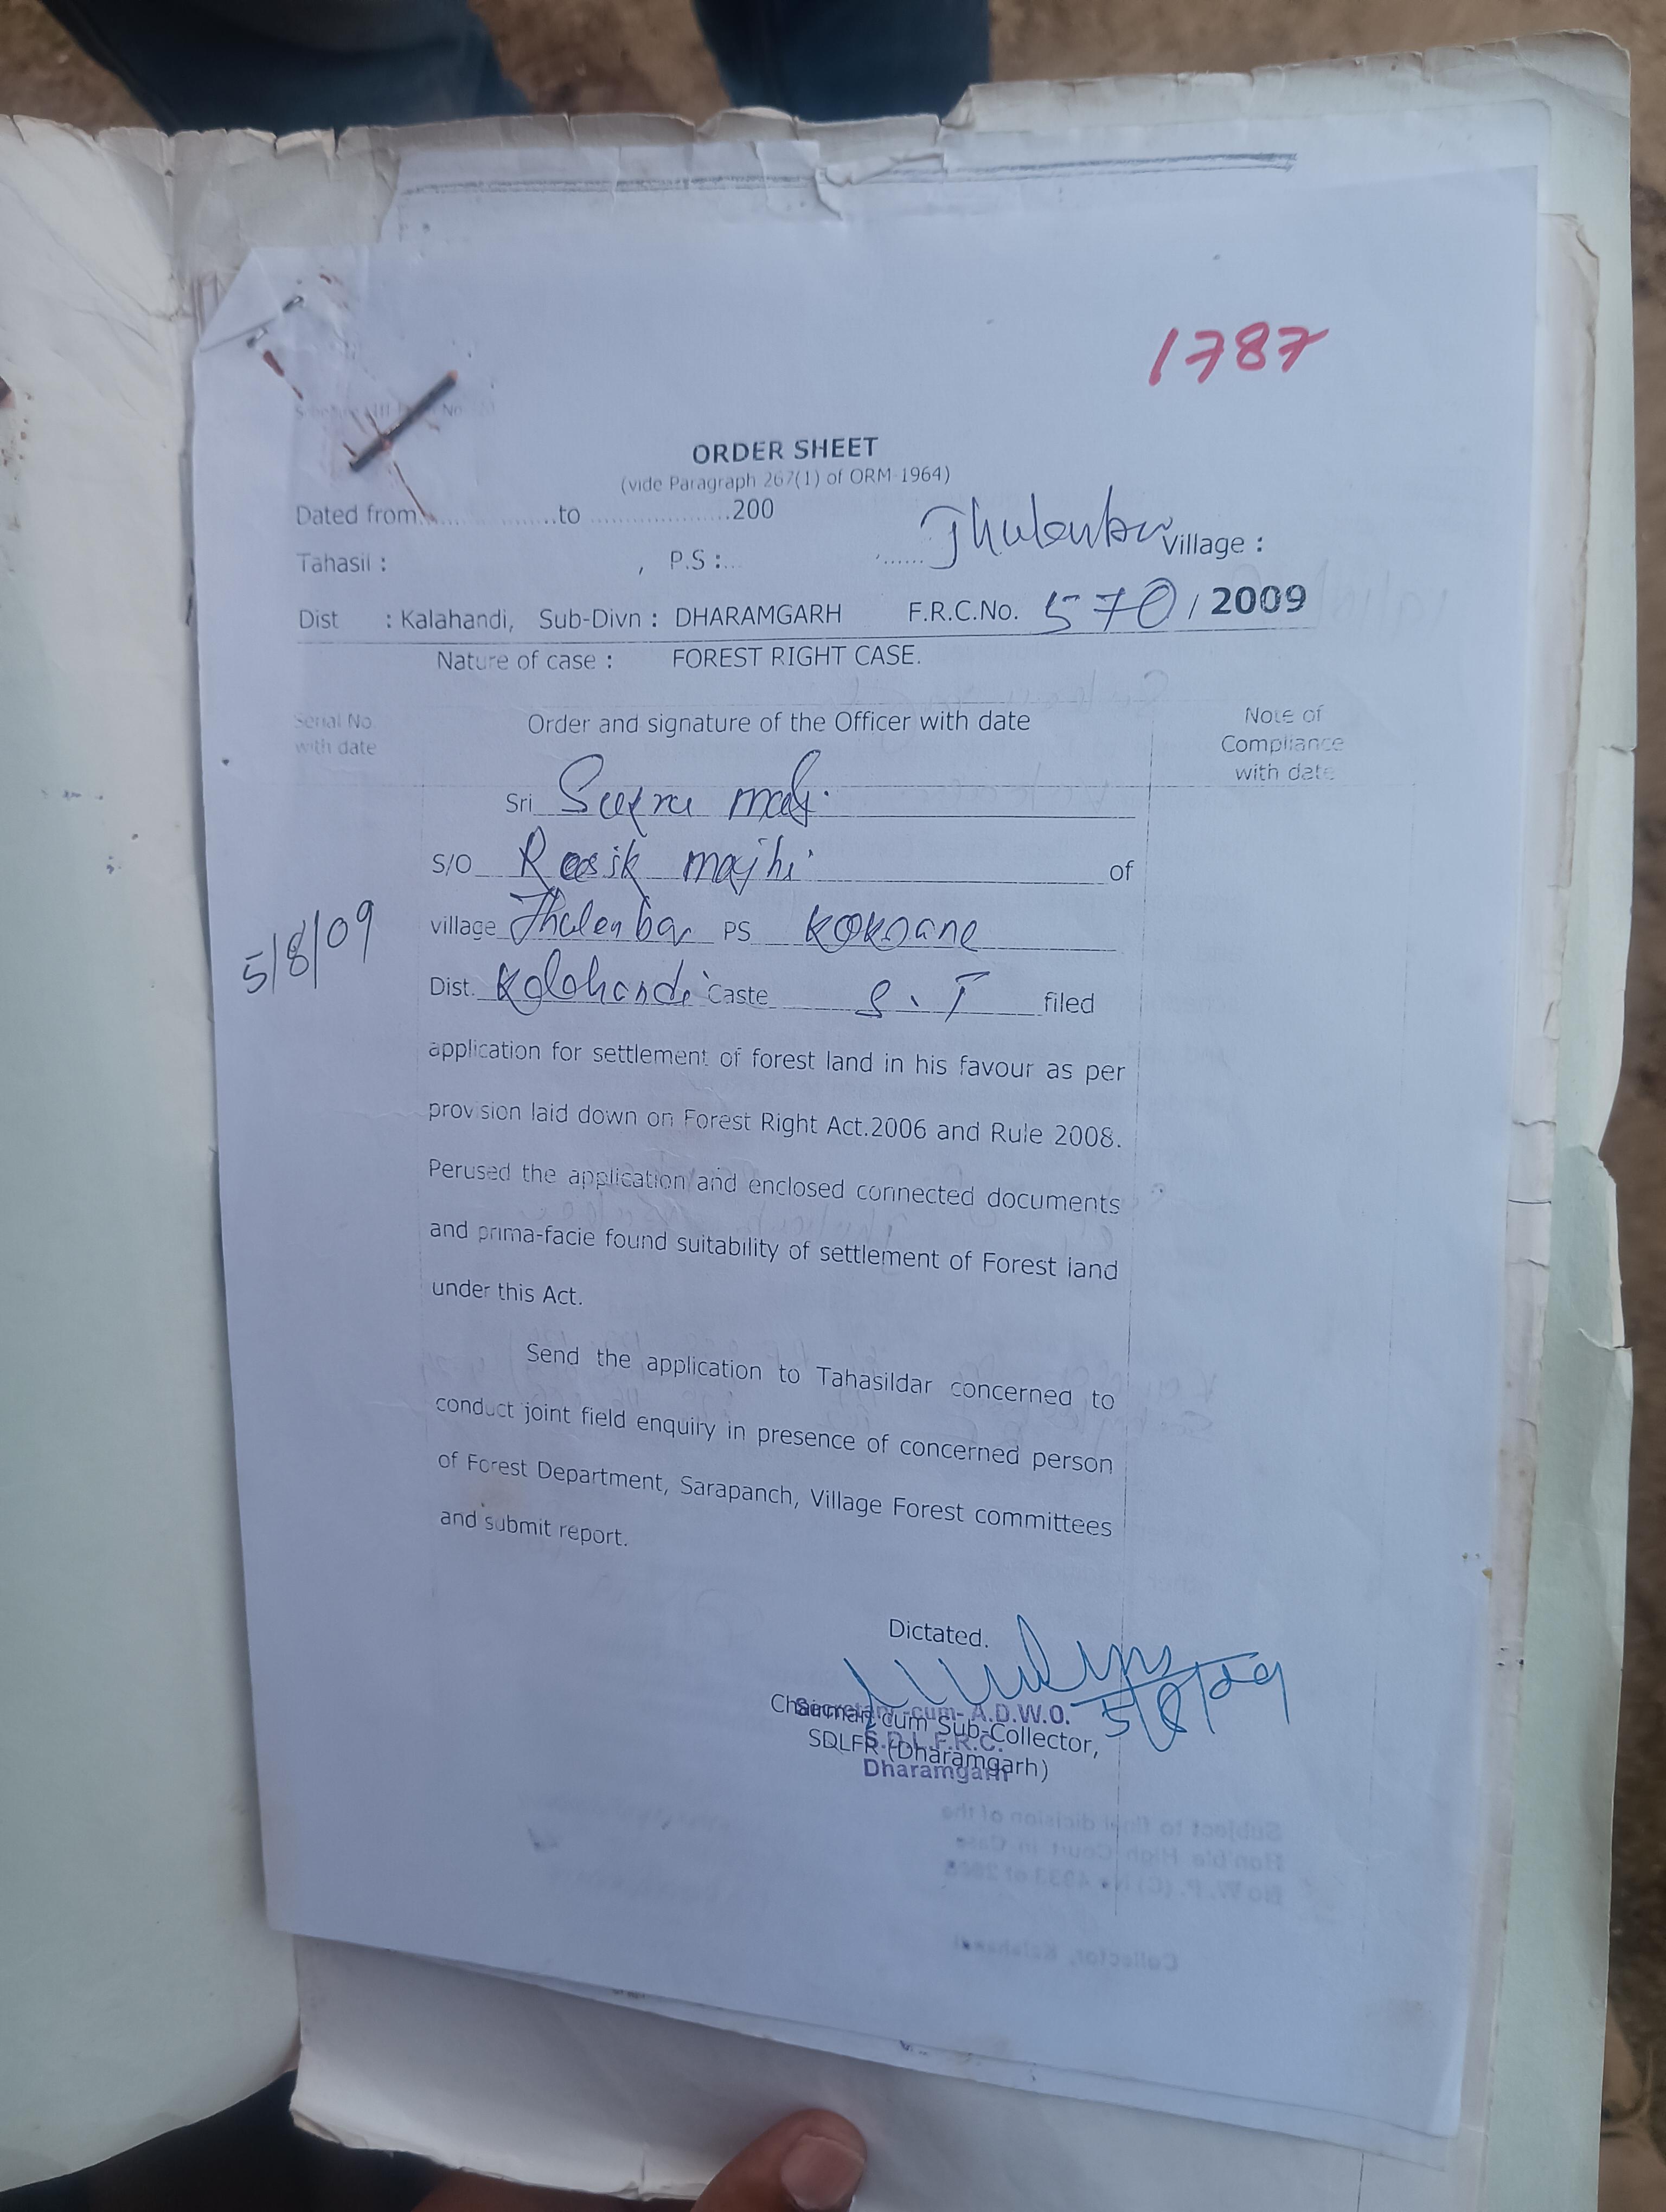 1787
ORDER SHEET
(vide Paragraph 267(1) of ORM-1964)
Dated from....................to ....................200
Tahasil : , P.S :... ...... Village :
Dist : Kalahandi, Sub-Divn : DHARAMGARH F.R.C.No. 570 / 2009
Nature of case : FOREST RIGHT CASE.
Serial No. with date
Order and signature of the Officer with date
Note of Compliance with date
Sri
S/O Rasik majhi of
5/8/09
village PS
Dist. Kalahandi Caste S.T filed
application for settlement of forest land in his favour as per
provision laid down on Forest Right Act.2006 and Rule 2008.
Perused the application and enclosed connected documents
and prima-facie found suitability of settlement of Forest land
under this Act.
Send the application to Tahasildar concerned to
conduct joint field enquiry in presence of concerned person
of Forest Department, Sarapanch, Village Forest committees
and submit report.
Dictated.
5/8/09
Chairman cum Sub-Collector,
SDLFR (Dharamgarh)
Secretary-cum- A.D.W.O.
S.D.L.F.R.C.
Dharamgarh